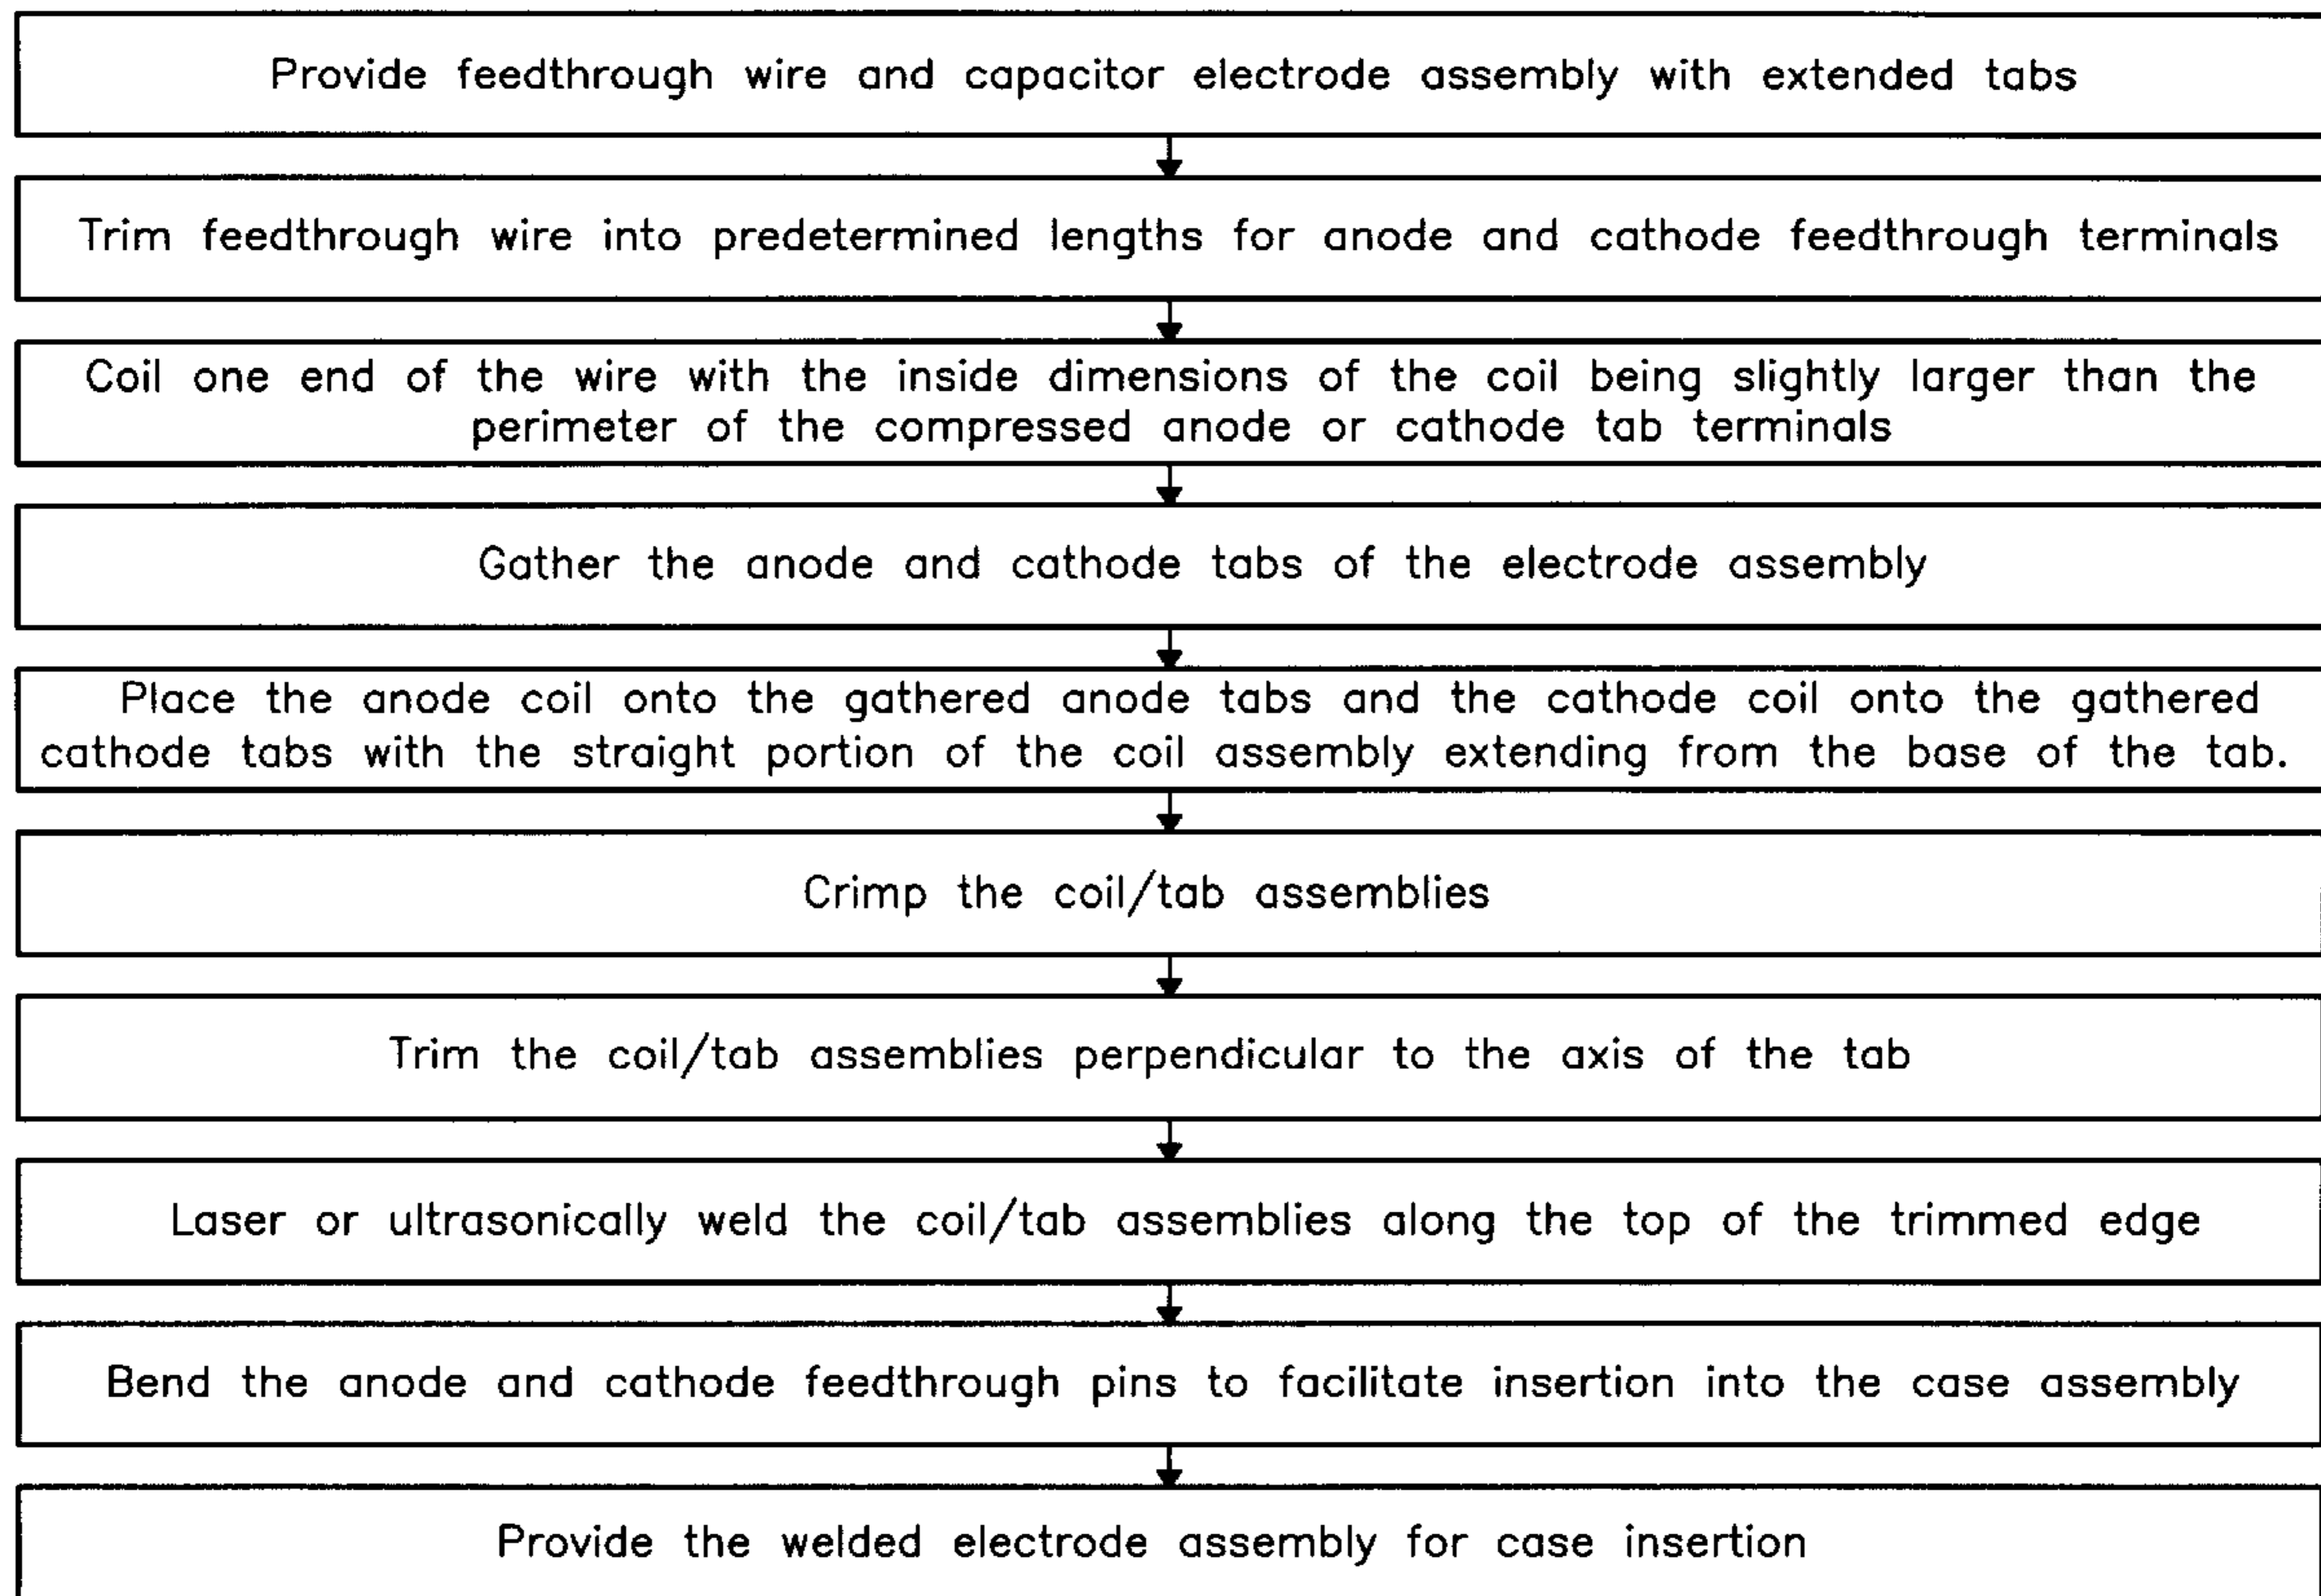 Provide feedthrough wire and capacitor electrode assembly with extended tabs
Trim feedthrough wire into predetermined lengths for anode and cathode feedthrough terminals
Coil one end of the wire with the inside dimensions of the coil being slightly larger than the
perimeter of the compressed anode or cathode tab terminals
Gather the anode and cathode tabs of the electrode assembly
Place the anode coil onto the gathered anode tabs and the cathode coil onto the gathered
cathode tabs with the straight portion of the coil assembly extending from the base of the tab.
Crimp the coil/tab assemblies
Trim the coil/tab assemblies perpendicular to the axis of the tab
Laser or ultrasonically weld the coil/tab assemblies along the top of the trimmed edge
Bend the anode and cathode feedthrough pins to facilitate insertion into the case assembly
Provide the welded electrode assembly for case insertion